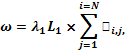 ω = λ₁L₁ × ∑_{j=1}^{i=N} □_{i,j},